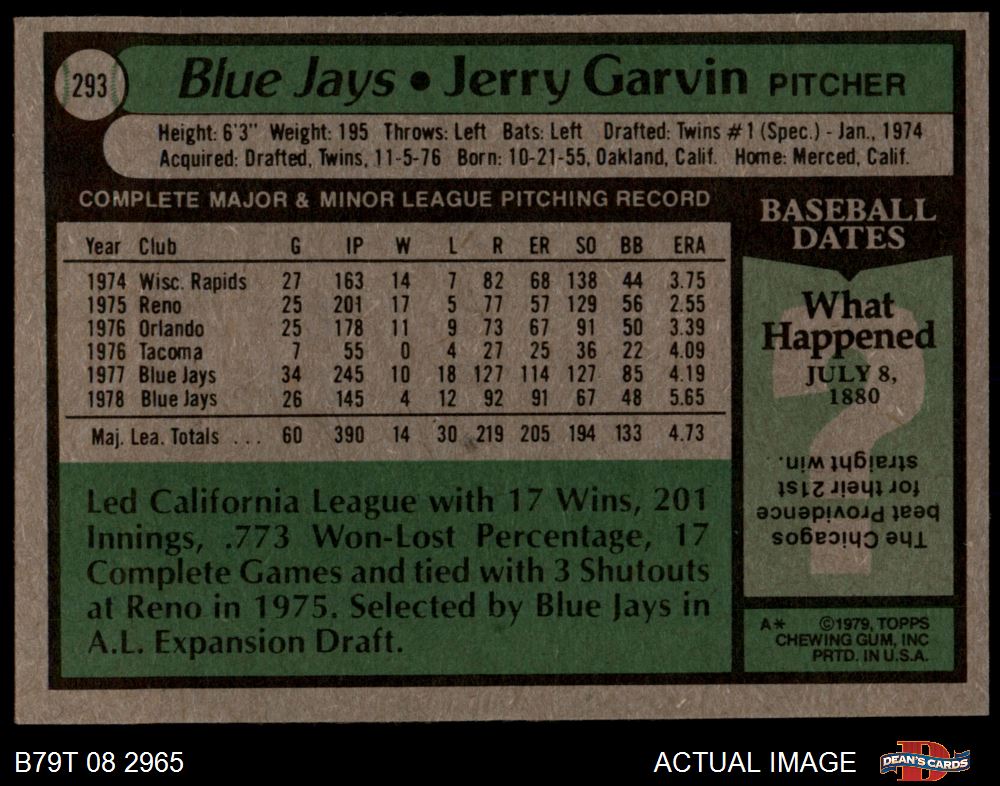 293
Blue Jays • Jerry Garvin PITCHER
Height: 6'3" Weight: 195 Throws: Left Bats: Left Drafted: Twins #1 (Spec.) - Jan., 1974
Acquired: Drafted, Twins, 11-5-76 Born: 10-21-55, Oakland, Calif. Home: Merced, Calif.
COMPLETE MAJOR & MINOR LEAGUE PITCHING RECORD
Year Club G IP W L R ER SO BB ERA
1974 Wisc. Rapids 27 163 14 7 82 68 138 44 3.75
1975 Reno 25 201 17 5 77 57 129 56 2.55
1976 Orlando 25 178 11 9 73 67 91 50 3.39
1976 Tacoma 7 55 0 4 27 25 36 22 4.09
1977 Blue Jays 34 245 10 18 127 114 127 85 4.19
1978 Blue Jays 26 145 4 12 92 91 67 48 5.65
Maj. Lea. Totals . . . 60 390 14 30 219 205 194 133 4.73
Led California League with 17 Wins, 201
Innings, .773 Won-Lost Percentage, 17
Complete Games and tied with 3 Shutouts
at Reno in 1975. Selected by Blue Jays in
A.L. Expansion Draft.
BASEBALL
DATES
What
Happened
JULY 8,
1880
The Chicagos
beat Providence
for their 21st
straight win.
A* ©1979, TOPPS
CHEWING GUM, INC
PRTD. IN U.S.A.
B79T 08 2965
ACTUAL IMAGE
D
DEAN'S CARDS